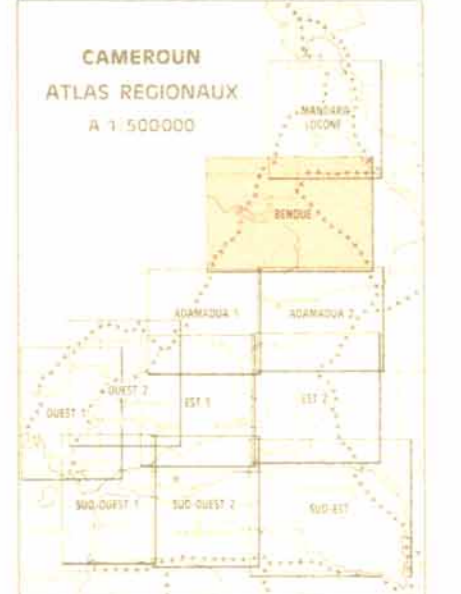 CAMEROUN
ATLAS REGIONAUX
A 1:500000
MANDARA
LOGONE
BENOUE
ADAMAOUA 1
ADAMAOUA 2
OUEST 1
OUEST 2
EST 1
EST 2
SUD-OUEST 1
SUD-OUEST 2
SUD-EST